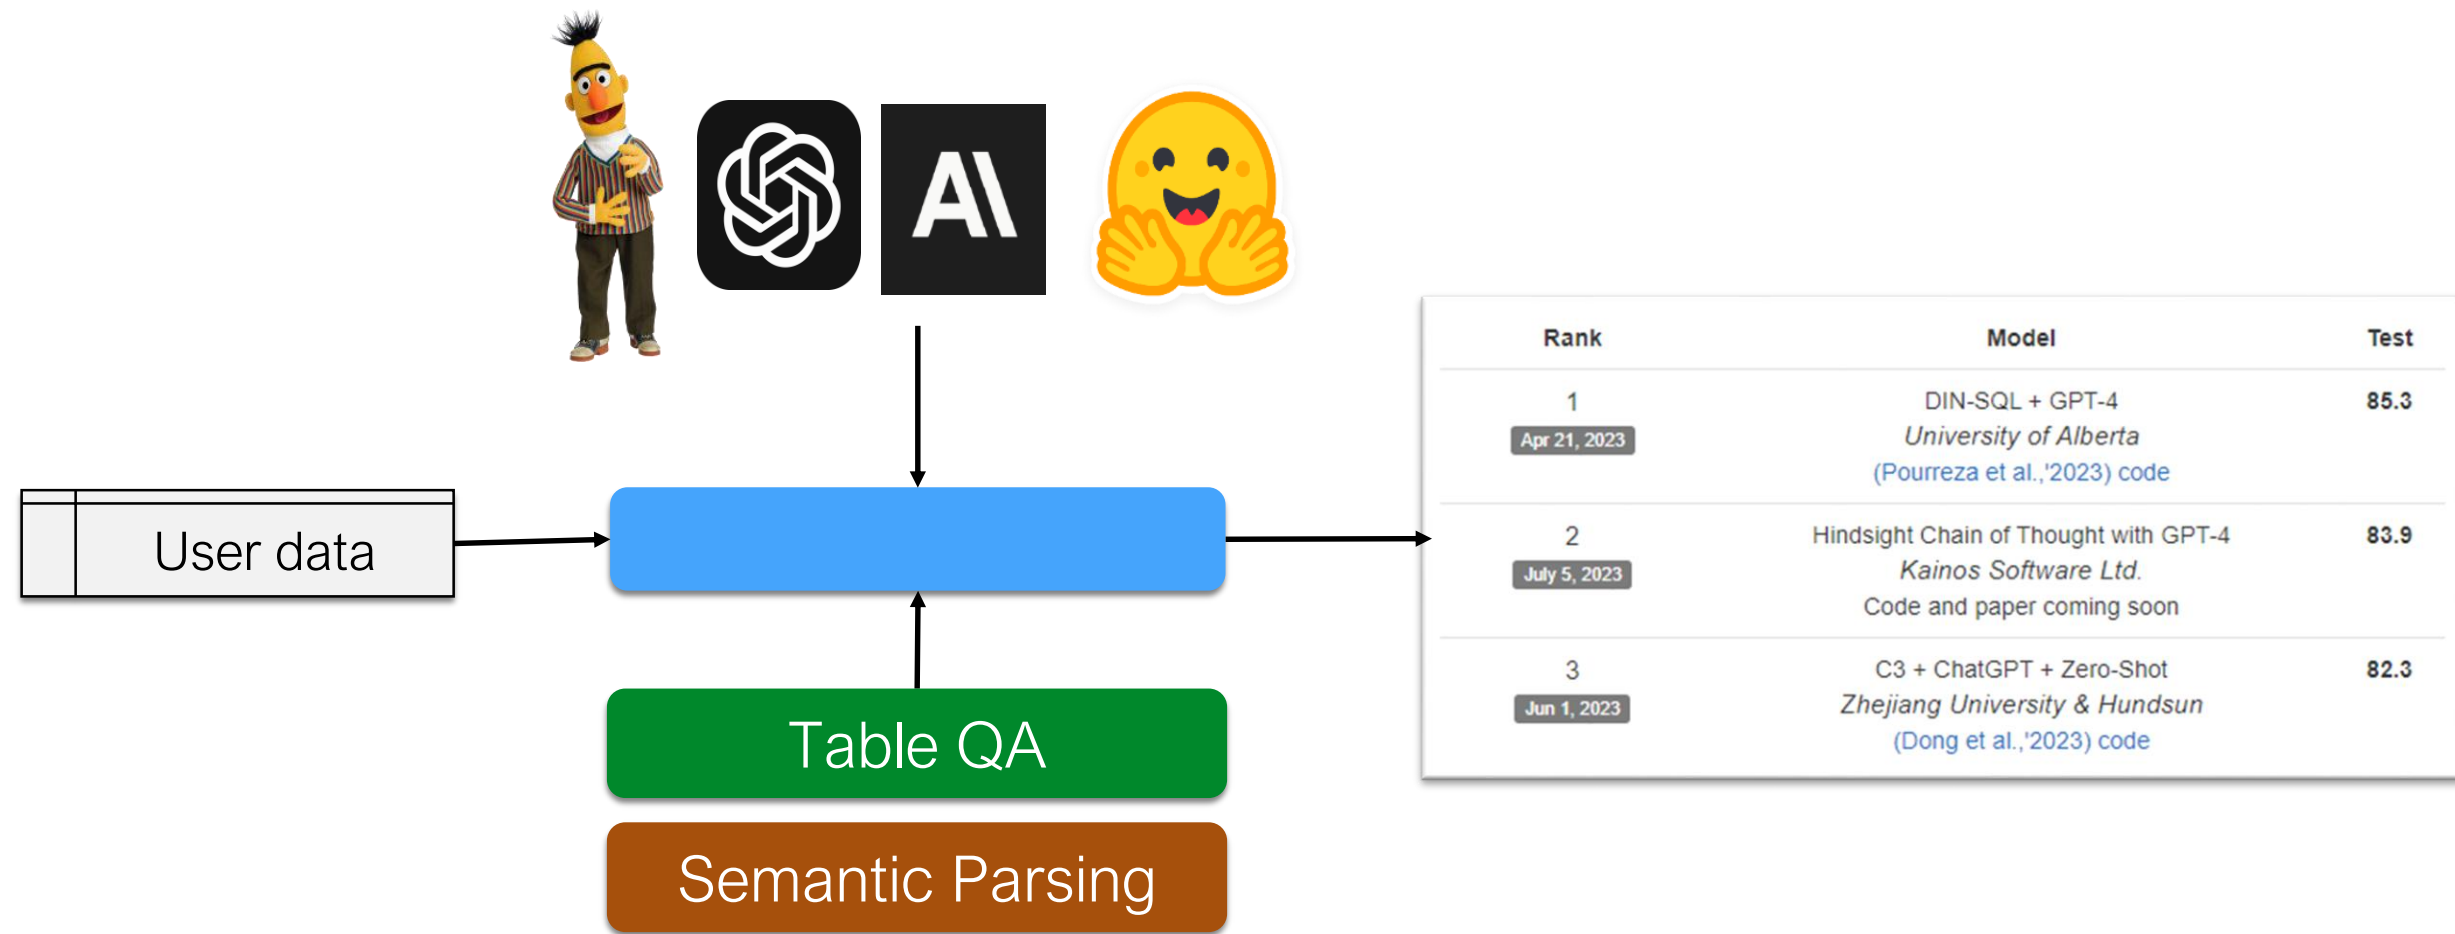 AI
User data
Table QA
Semantic Parsing
Rank Model Test
1 DIN-SQL + GPT-4 85.3
Apr 21, 2023 University of Alberta
(Pourreza et al.,'2023) code
2 Hindsight Chain of Thought with GPT-4 83.9
July 5, 2023 Kainos Software Ltd.
Code and paper coming soon
3 C3 + ChatGPT + Zero-Shot 82.3
Jun 1, 2023 Zhejiang University & Hundsun
(Dong et al.,'2023) code